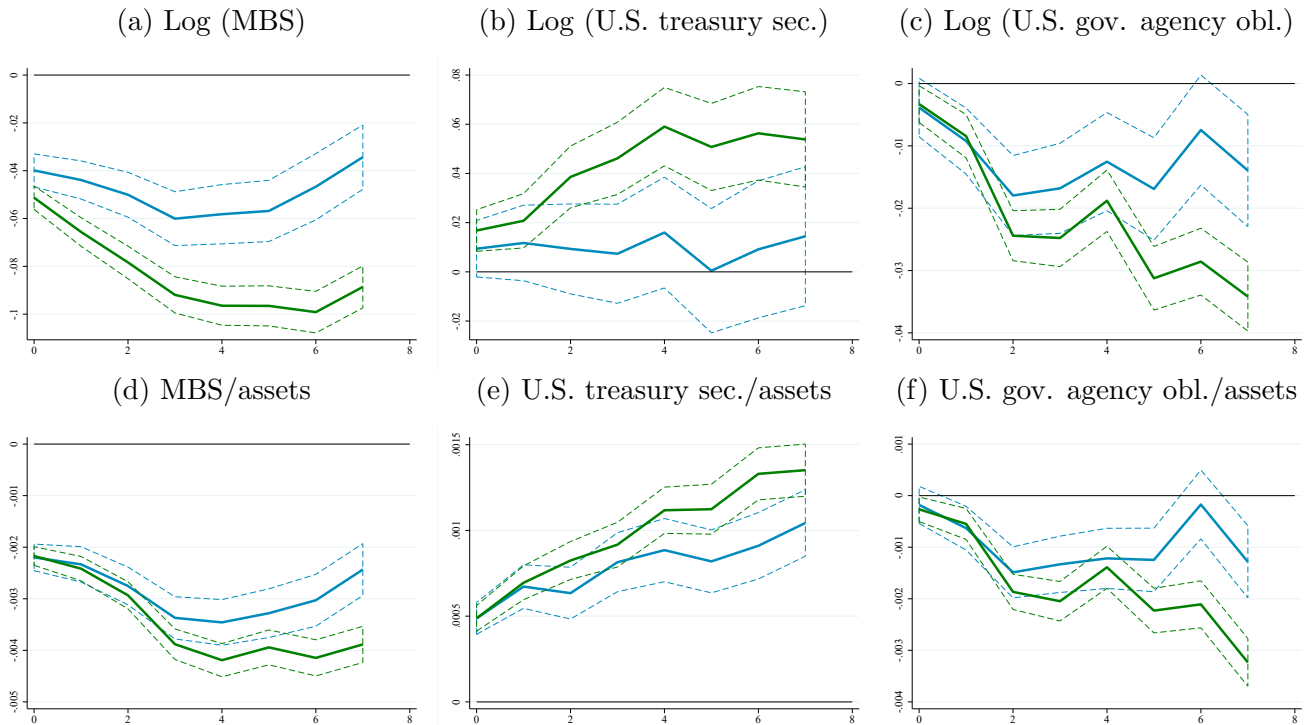 (a) Log (MBS)
0
-.02
-.04
-.06
-.08
-.1
0 2 4 6 8
(b) Log (U.S. treasury sec.)
.08
.06
.04
.02
0
-.02
0 2 4 6 8
(c) Log (U.S. gov. agency obl.)
0
-.01
-.02
-.03
-.04
0 2 4 6 8
(d) MBS/assets
0
-.001
-.002
-.003
-.004
-.005
0 2 4 6 8
(e) U.S. treasury sec./assets
.0015
.001
.0005
0
0 2 4 6 8
(f) U.S. gov. agency obl./assets
.001
0
-.001
-.002
-.003
-.004
0 2 4 6 8